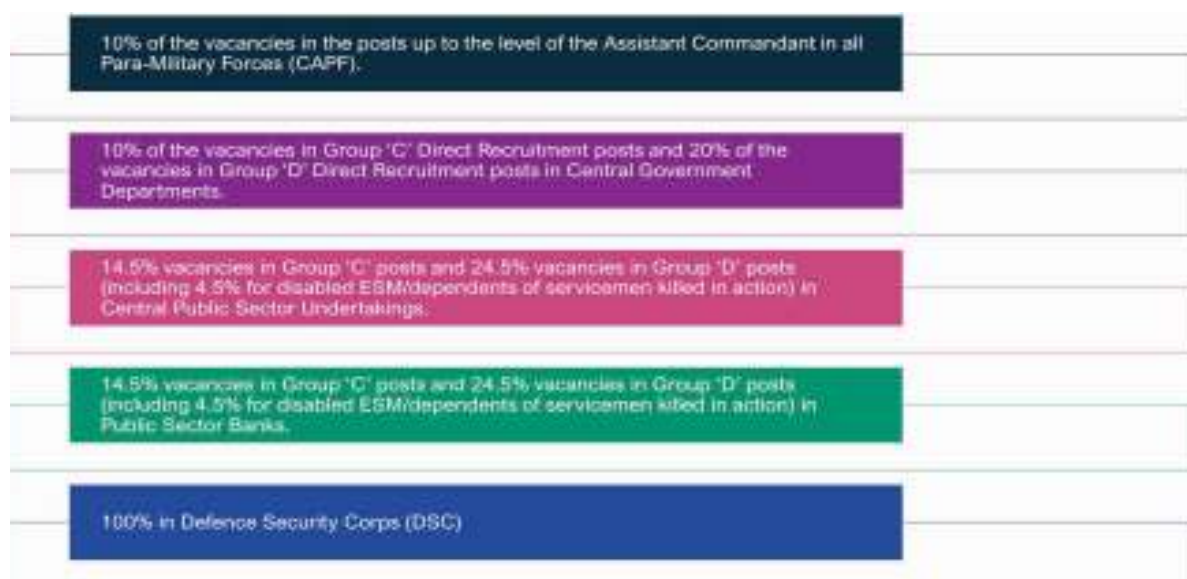 10% of the vacancies in the posts up to the level of the Assistant Commandant in all
Para-Military Forces (CAPF).
10% of the vacancies in Group 'C' Direct Recruitment posts and 20% of the
vacancies in Group 'D' Direct Recruitment posts in Central Government
Departments.
14.5% vacancies in Group 'C' posts and 24.5% vacancies in Group 'D' posts
(including 4.5% for disabled ESM/dependents of servicemen killed in action) in
Central Public Sector Undertakings.
14.5% vacancies in Group 'C' posts and 24.5% vacancies in Group 'D' posts
(including 4.5% for disabled ESM/dependents of servicemen killed in action) in
Public Sector Banks.
100% in Defence Security Corps (DSC)